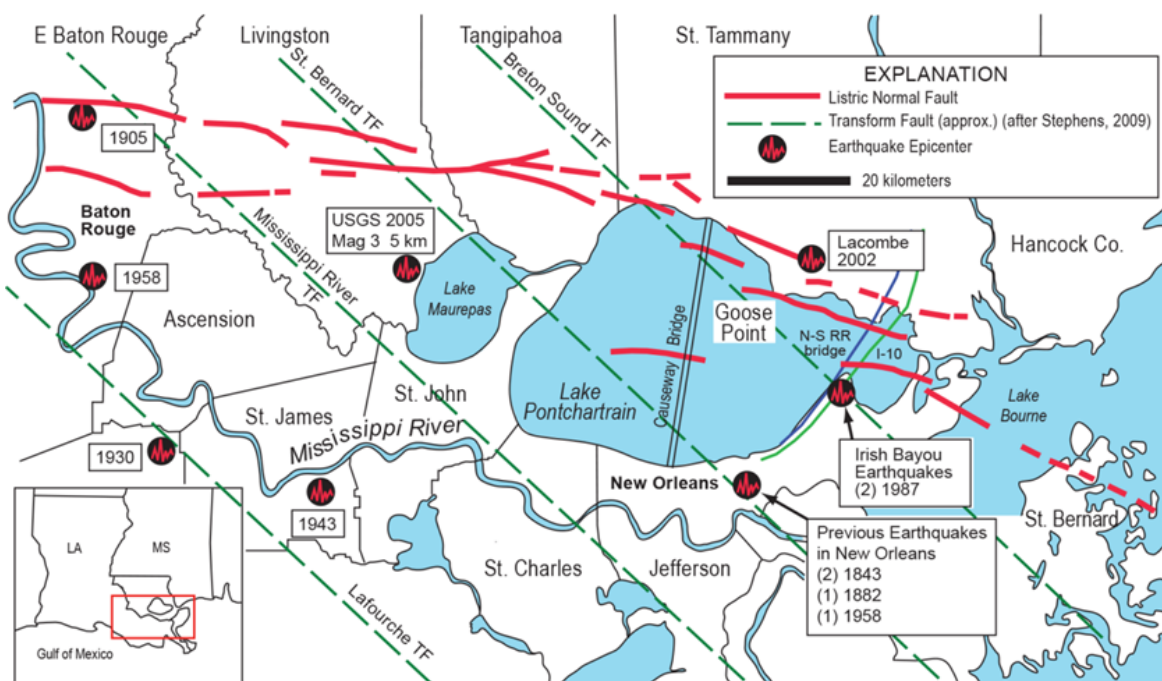 E Baton Rouge
Livingston
Tangipahoa
St. Tammany
St. Bernard TF
Breton Sound TF
EXPLANATION
Listric Normal Fault
Transform Fault (approx.) (after Stephens, 2009)
Earthquake Epicenter
20 kilometers
1905
Baton
Rouge
USGS 2005
Mag 3 5 km
Mississippi River
TF
Lacombe
2002
Hancock Co.
1958
Ascension
Lake
Maurepas
Goose
Point
N-S RR
bridge
I-10
Causeway Bridge
Lake
Pontchartrain
Lake
Bourne
St. John
St. James
Mississippi River
1930
1943
New Orleans
Irish Bayou
Earthquakes
(2) 1987
St. Bernard
Previous Earthquakes
in New Orleans
(2) 1843
(1) 1882
(1) 1958
LA
MS
Gulf of Mexico
St. Charles
Jefferson
Lafourche TF